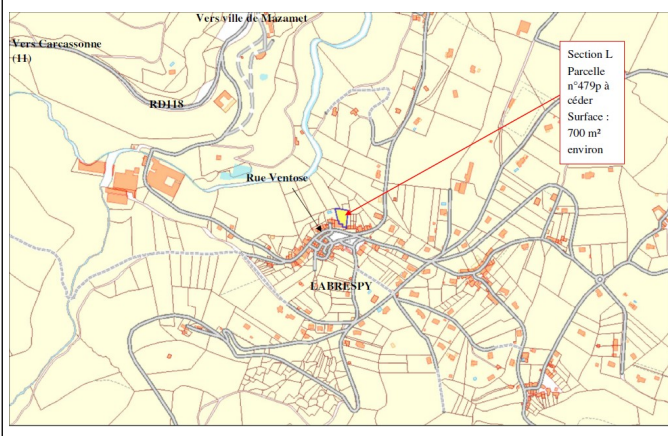 Vers ville de Mazamet
Vers Carcassonne
(11)
RD118
Section L
Parcelle
n°479p à
céder
Surface :
700 m²
environ
Rue Ventose
LABRESPY